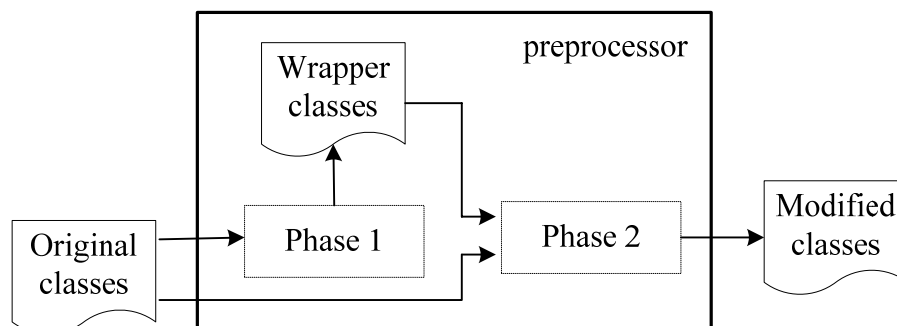 preprocessor
Wrapper
classes
Original
classes
Phase 1
Phase 2
Modified
classes